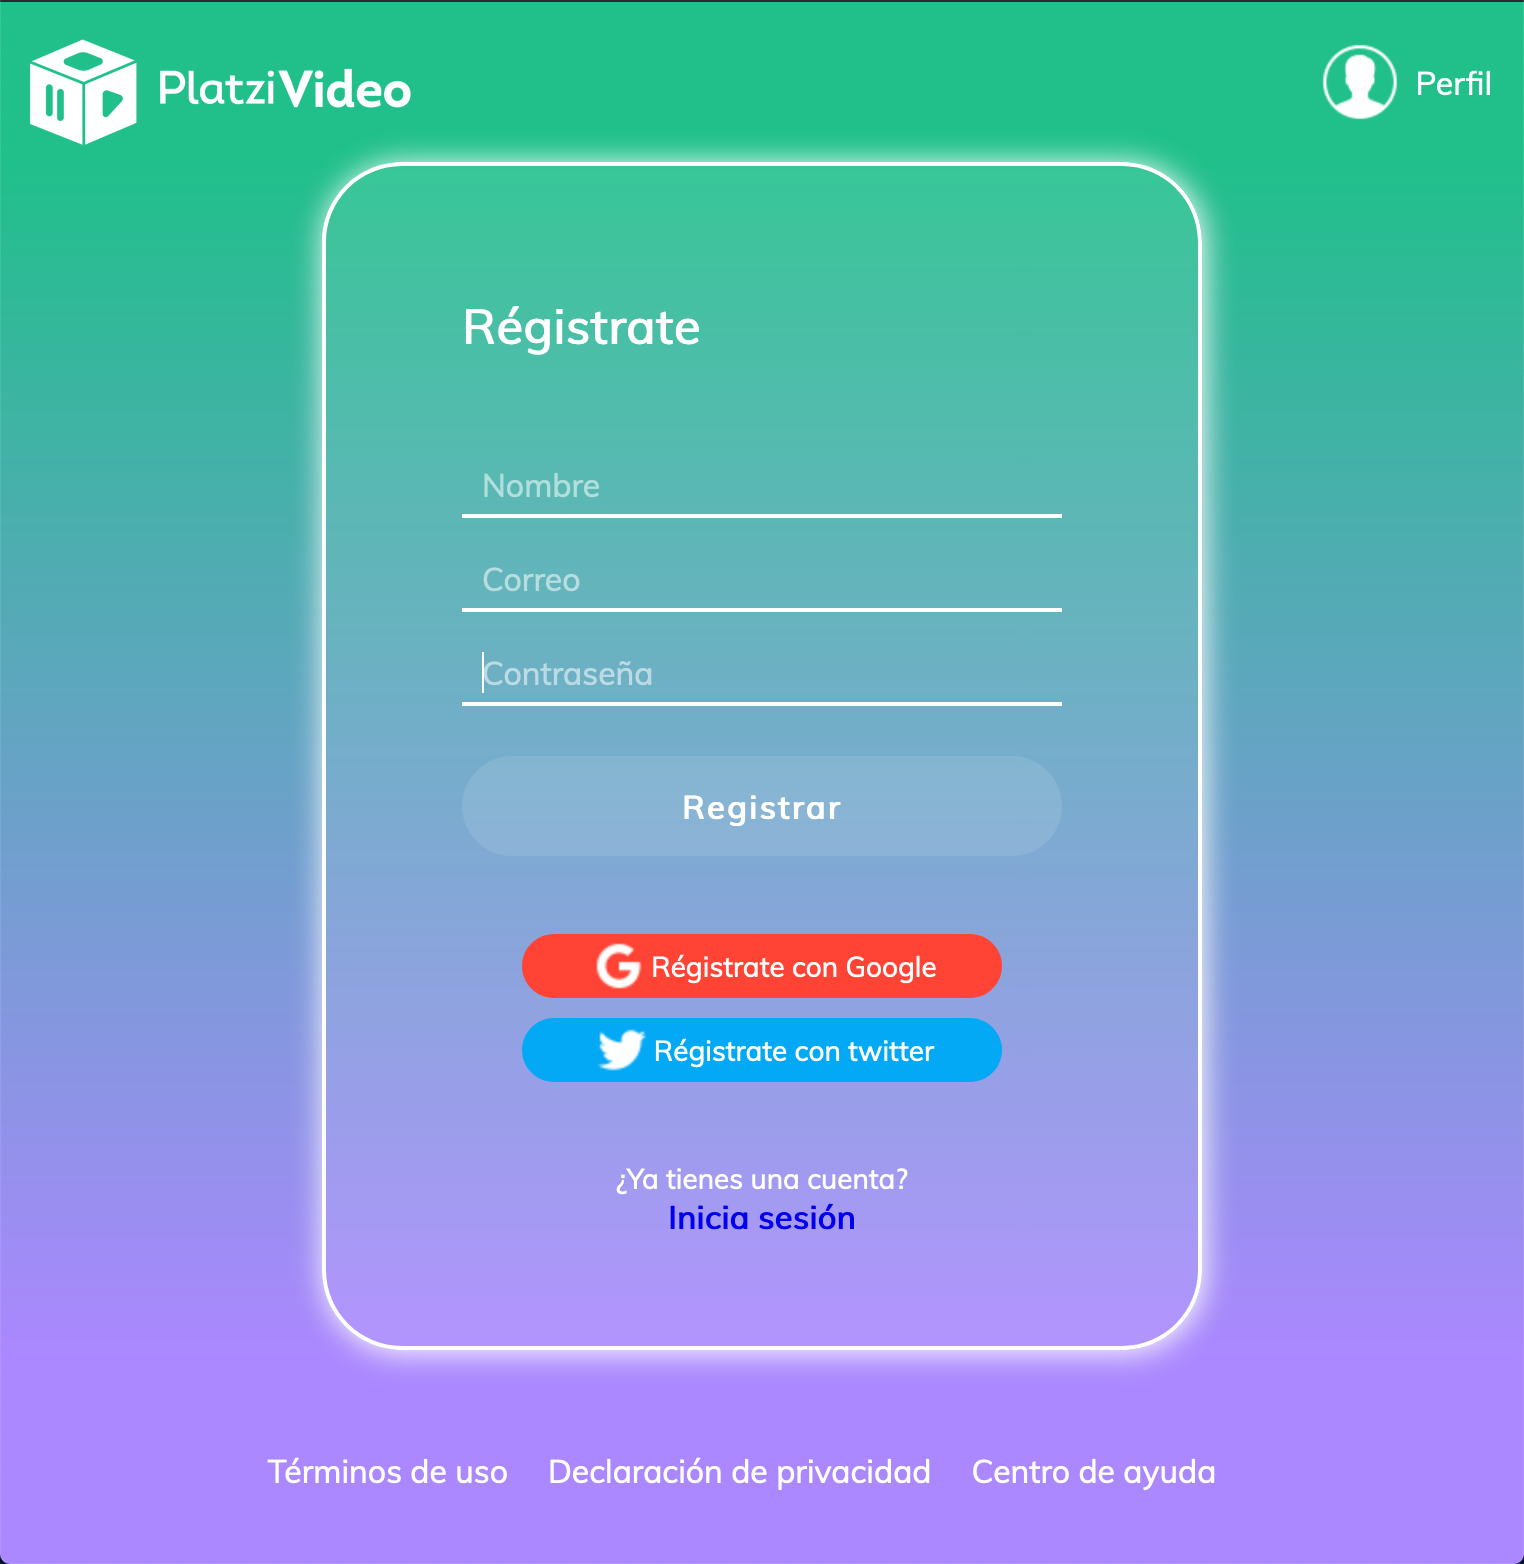 PlatziVideo
Perfil
Régistrate
Nombre
Correo
Contraseña
Registrar
Régistrate con Google
Régistrate con twitter
¿Ya tienes una cuenta?
Inicia sesión
Términos de uso Declaración de privacidad Centro de ayuda